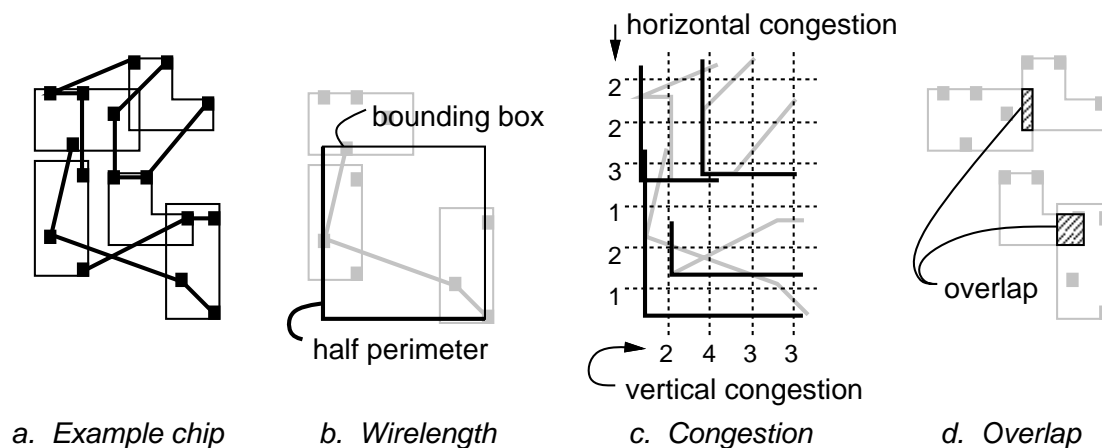 horizontal congestion
bounding box
half perimeter
2
2
3
1
2
1
2 4 3 3
vertical congestion
overlap
a. Example chip
b. Wirelength
c. Congestion
d. Overlap